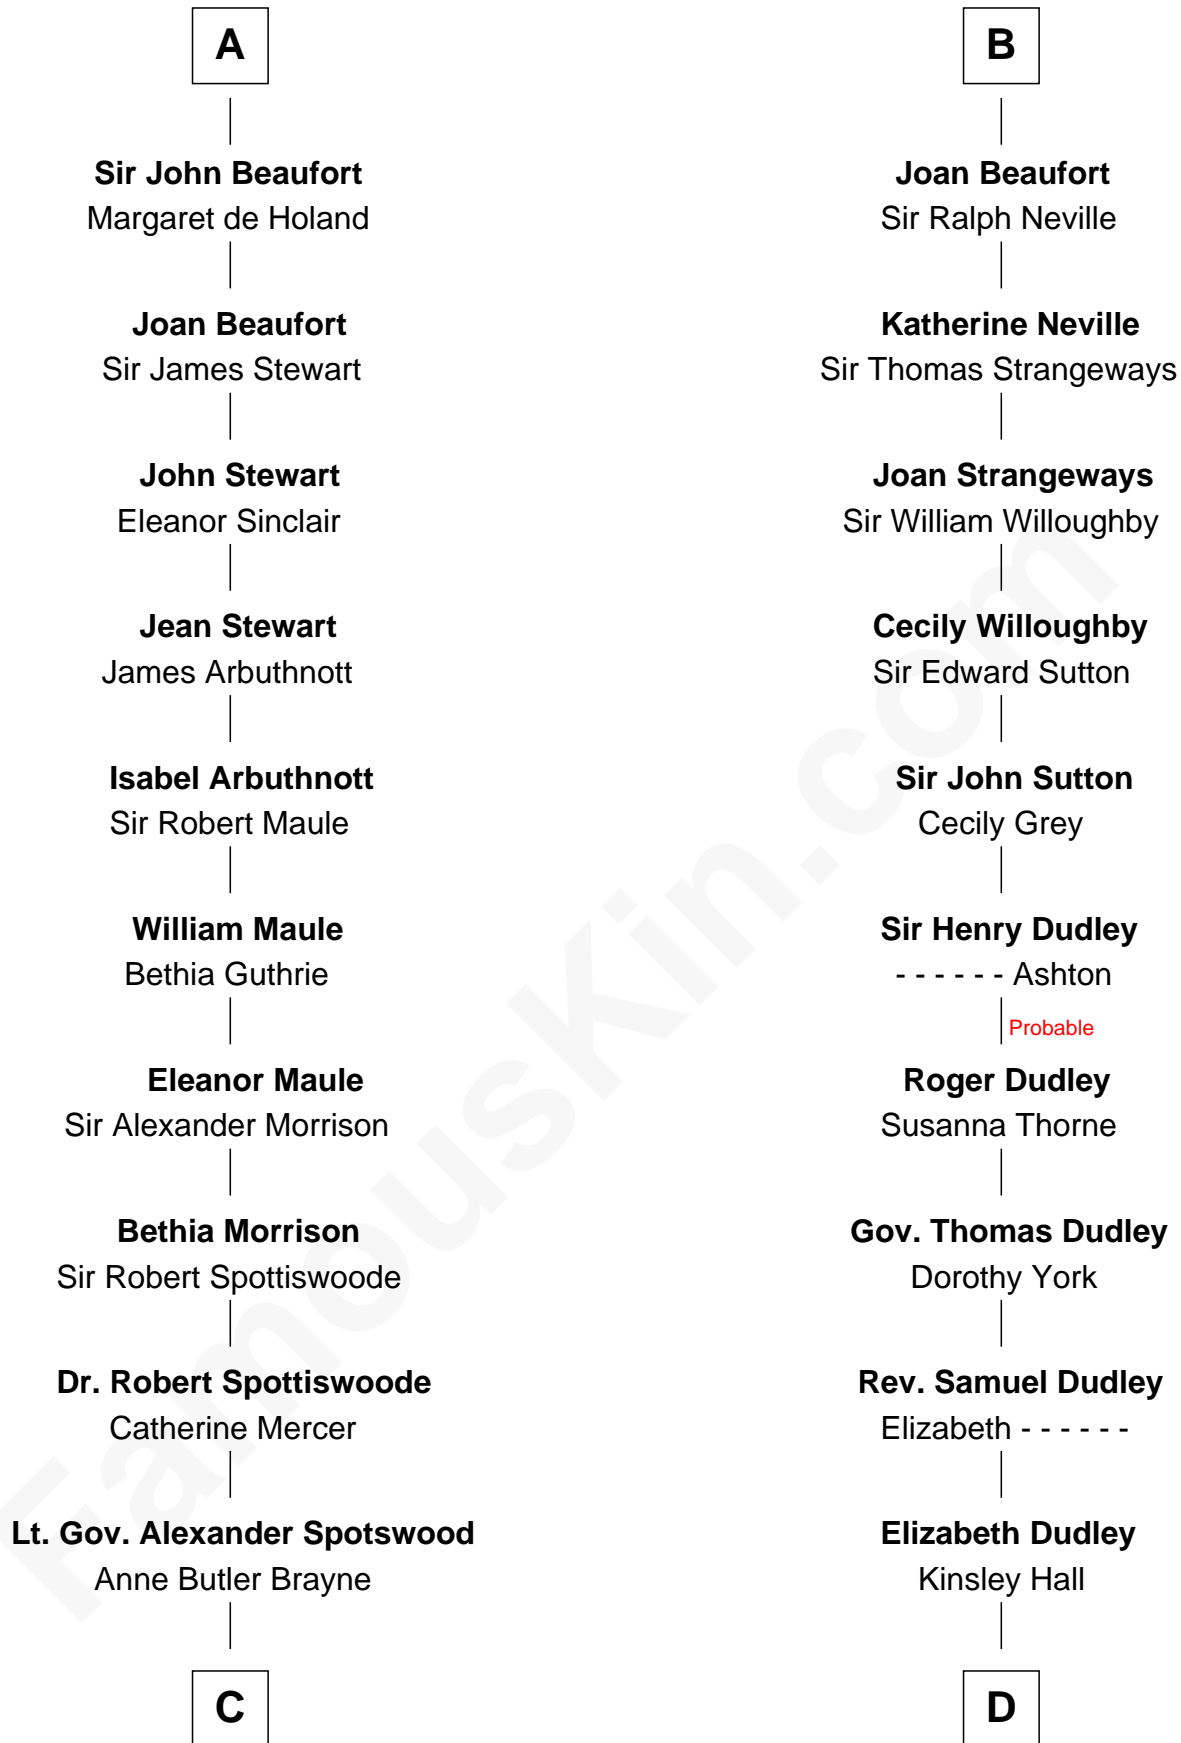 A
Sir John Beaufort
Margaret de Holand
Joan Beaufort
Sir James Stewart
John Stewart
Eleanor Sinclair
Jean Stewart
James Arbuthnott
Isabel Arbuthnott
Sir Robert Maule
William Maule
Bethia Guthrie
Eleanor Maule
Sir Alexander Morrison
Bethia Morrison
Sir Robert Spottiswoode
Dr. Robert Spottiswoode
Catherine Mercer
Lt. Gov. Alexander Spotswood
Anne Butler Brayne
C
B
Joan Beaufort
Sir Ralph Neville
Katherine Neville
Sir Thomas Strangeways
Joan Strangeways
Sir William Willoughby
Cecily Willoughby
Sir Edward Sutton
Sir John Sutton
Cecily Grey
Sir Henry Dudley
- - - - - - Ashton
Probable
Roger Dudley
Susanna Thorne
Gov. Thomas Dudley
Dorothy York
Rev. Samuel Dudley
Elizabeth - - - - - -
Elizabeth Dudley
Kinsley Hall
D
FamousKin.com